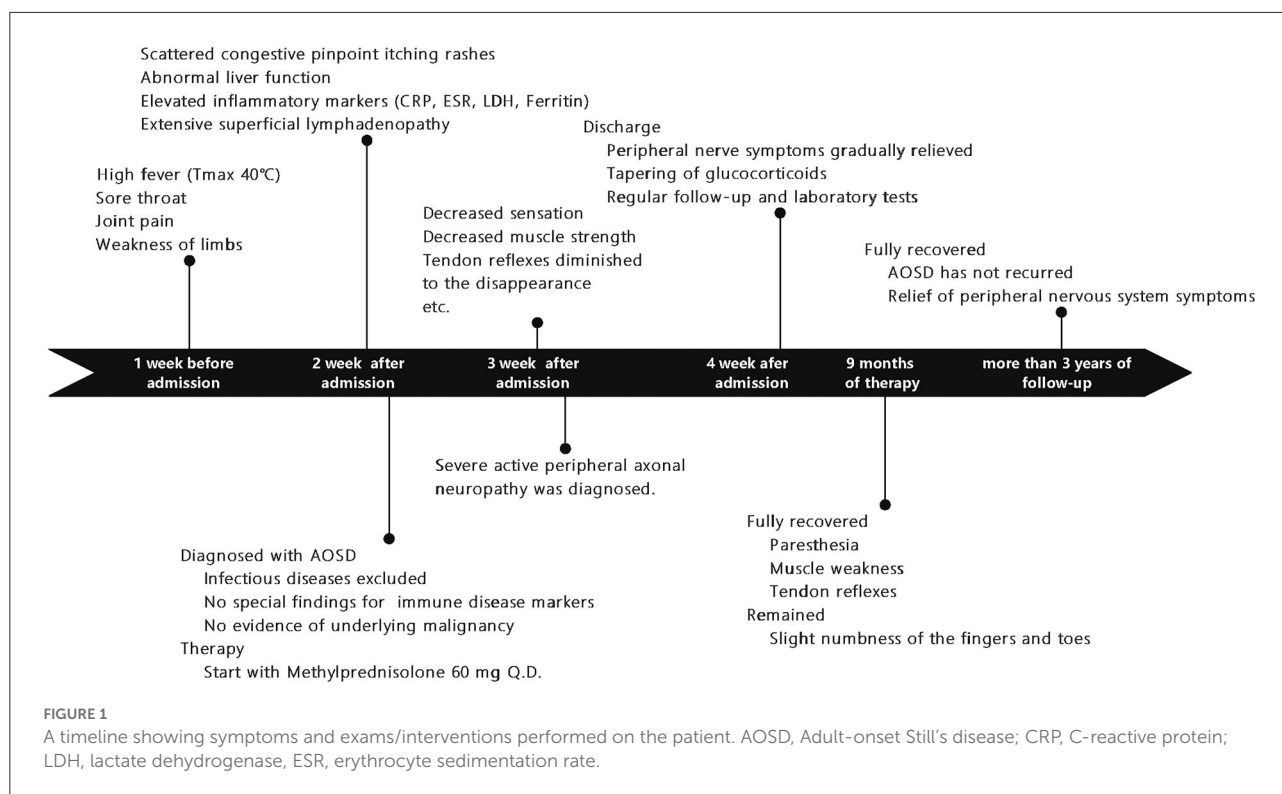 Scattered congestive pinpoint itching rashes
Abnormal liver function
Elevated inflammatory markers (CRP, ESR, LDH, Ferritin)
Extensive superficial lymphadenopathy
High fever (Tmax 40℃)
Sore throat
Joint pain
Weakness of limbs
Decreased sensation
Decreased muscle strength
Tendon reflexes diminished
to the disappearance
etc.
Discharge
Peripheral nerve symptoms gradually relieved
Tapering of glucocorticoids
Regular follow-up and laboratory tests
Fully recovered
AOSD has not recurred
Relief of peripheral nervous system symptoms
1 week before
admission
2 week after
admission
3 week after
admission
4 week afer
admission
9 months
of therapy
more than 3 years of
follow-up
Diagnosed with AOSD
Infectious diseases excluded
No special findings for immune disease markers
No evidence of underlying malignancy
Therapy
Start with Methylprednisolone 60 mg Q.D.
Severe active peripheral axonal
neuropathy was diagnosed.
Fully recovered
Paresthesia
Muscle weakness
Tendon reflexes
Remained
Slight numbness of the fingers and toes
FIGURE 1
A timeline showing symptoms and exams/interventions performed on the patient. AOSD, Adult-onset Still's disease; CRP, C-reactive protein;
LDH, lactate dehydrogenase, ESR, erythrocyte sedimentation rate.